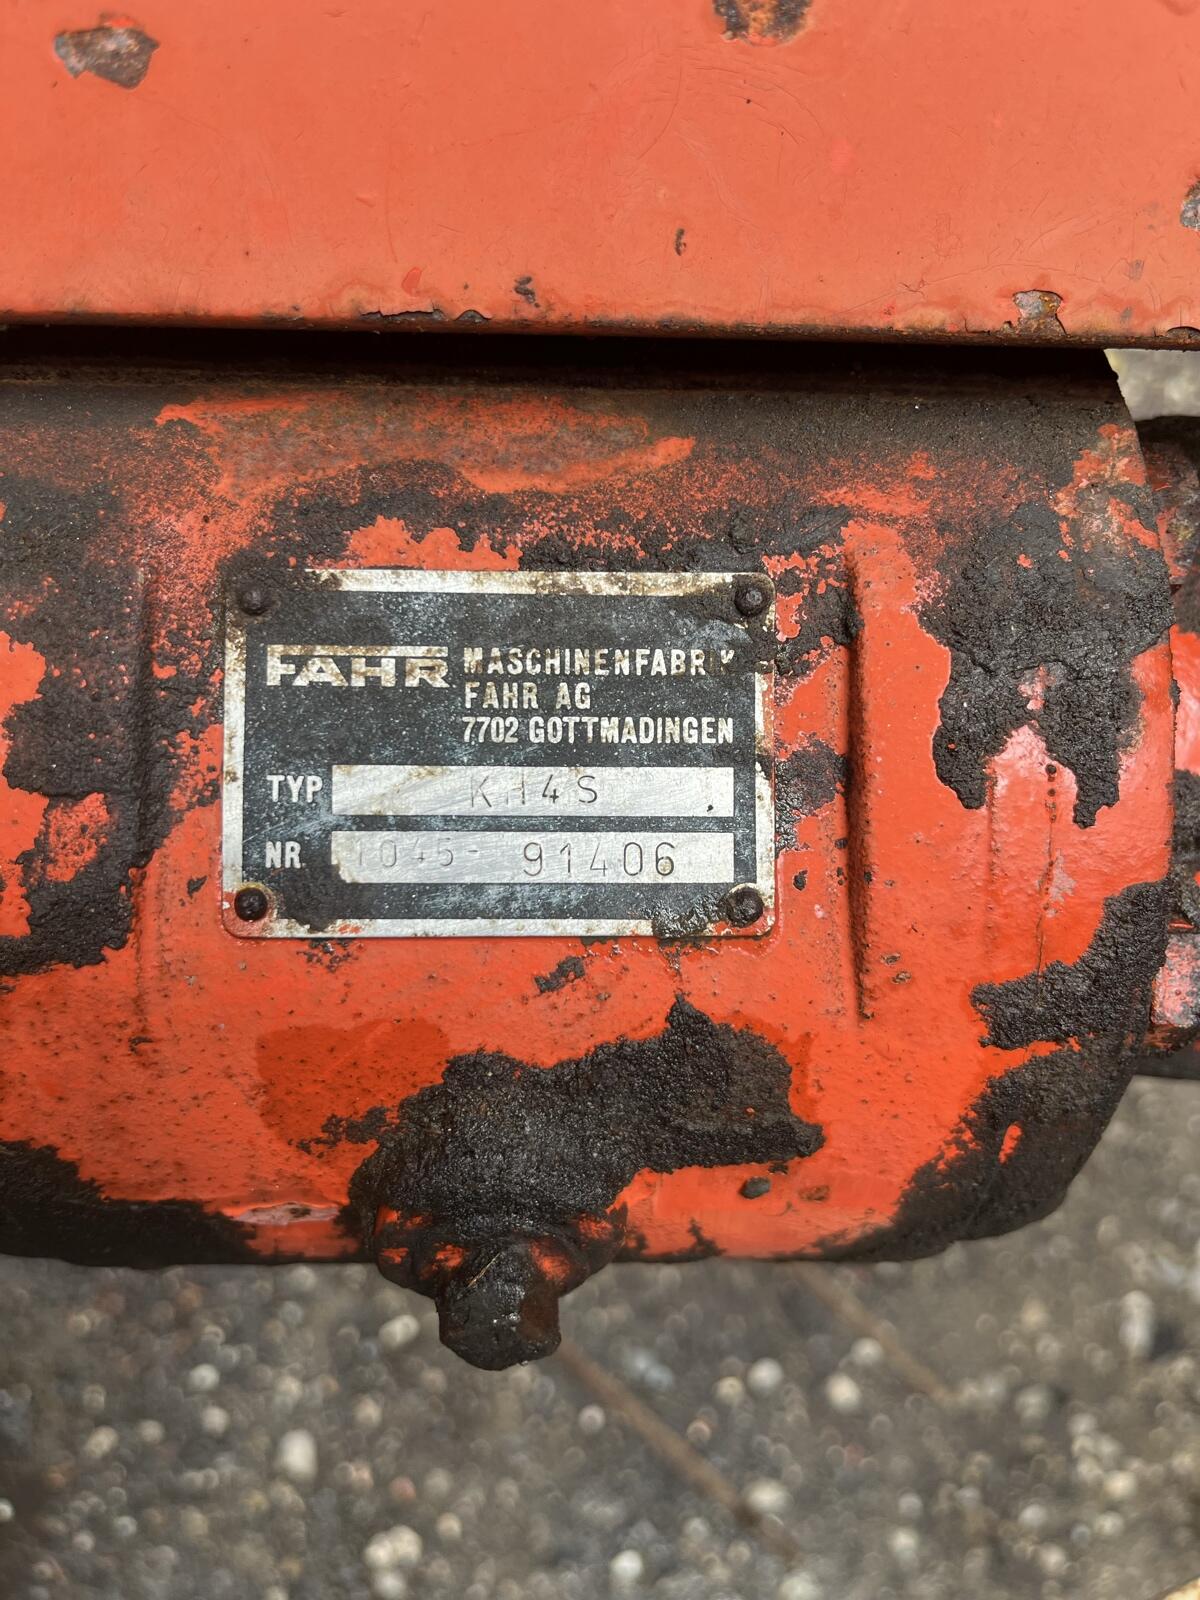 FAHR MASCHINENFABRIK
FAHR AG
7702 GOTTMADINGEN
TYP KH4S
NR. 1045- 91406